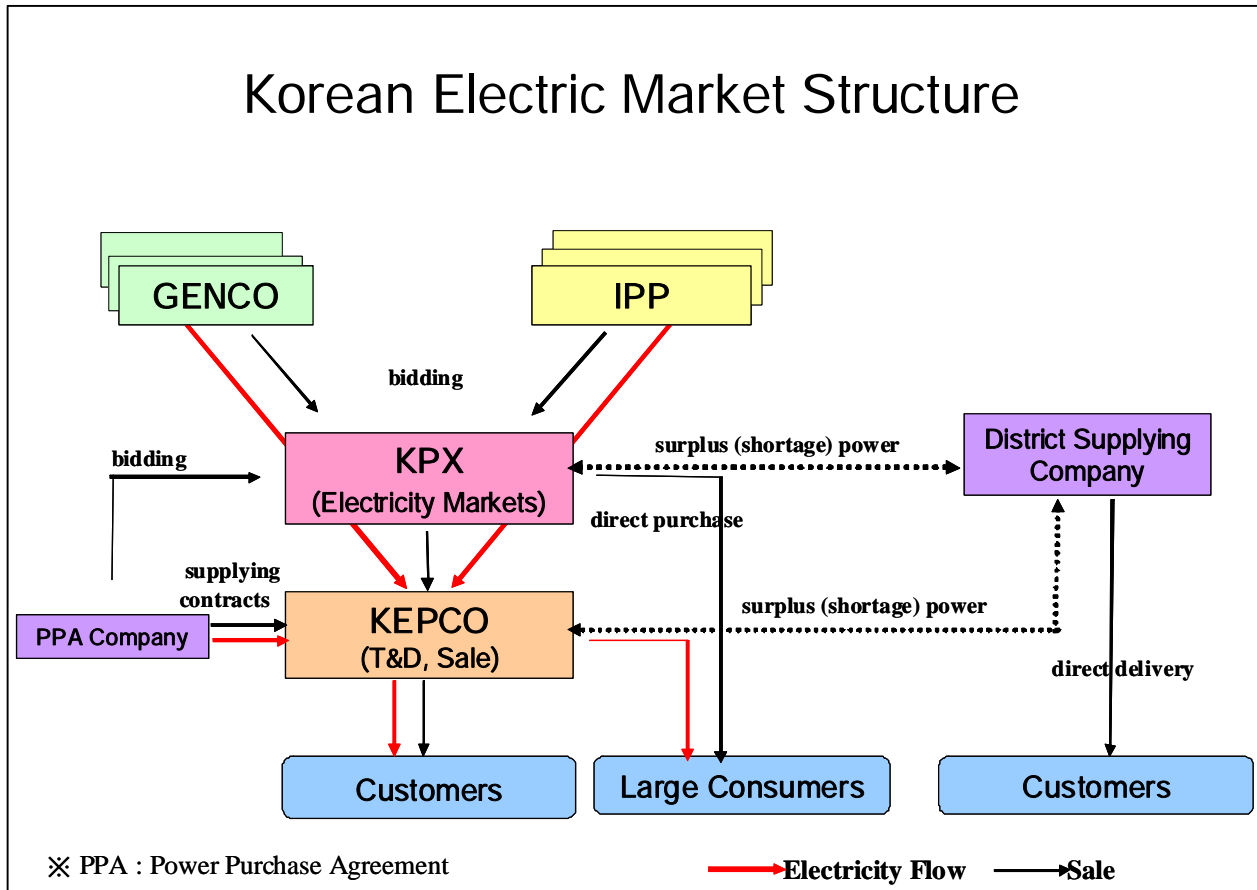 Korean Electric Market Structure
GENCO
IPP
bidding
bidding
KPX
(Electricity Markets)
surplus (shortage) power
District Supplying
Company
direct purchase
supplying
contracts
PPA Company
KEPCO
(T&D, Sale)
surplus (shortage) power
direct delivery
Customers
Large Consumers
Customers
※ PPA : Power Purchase Agreement
Electricity Flow
Sale